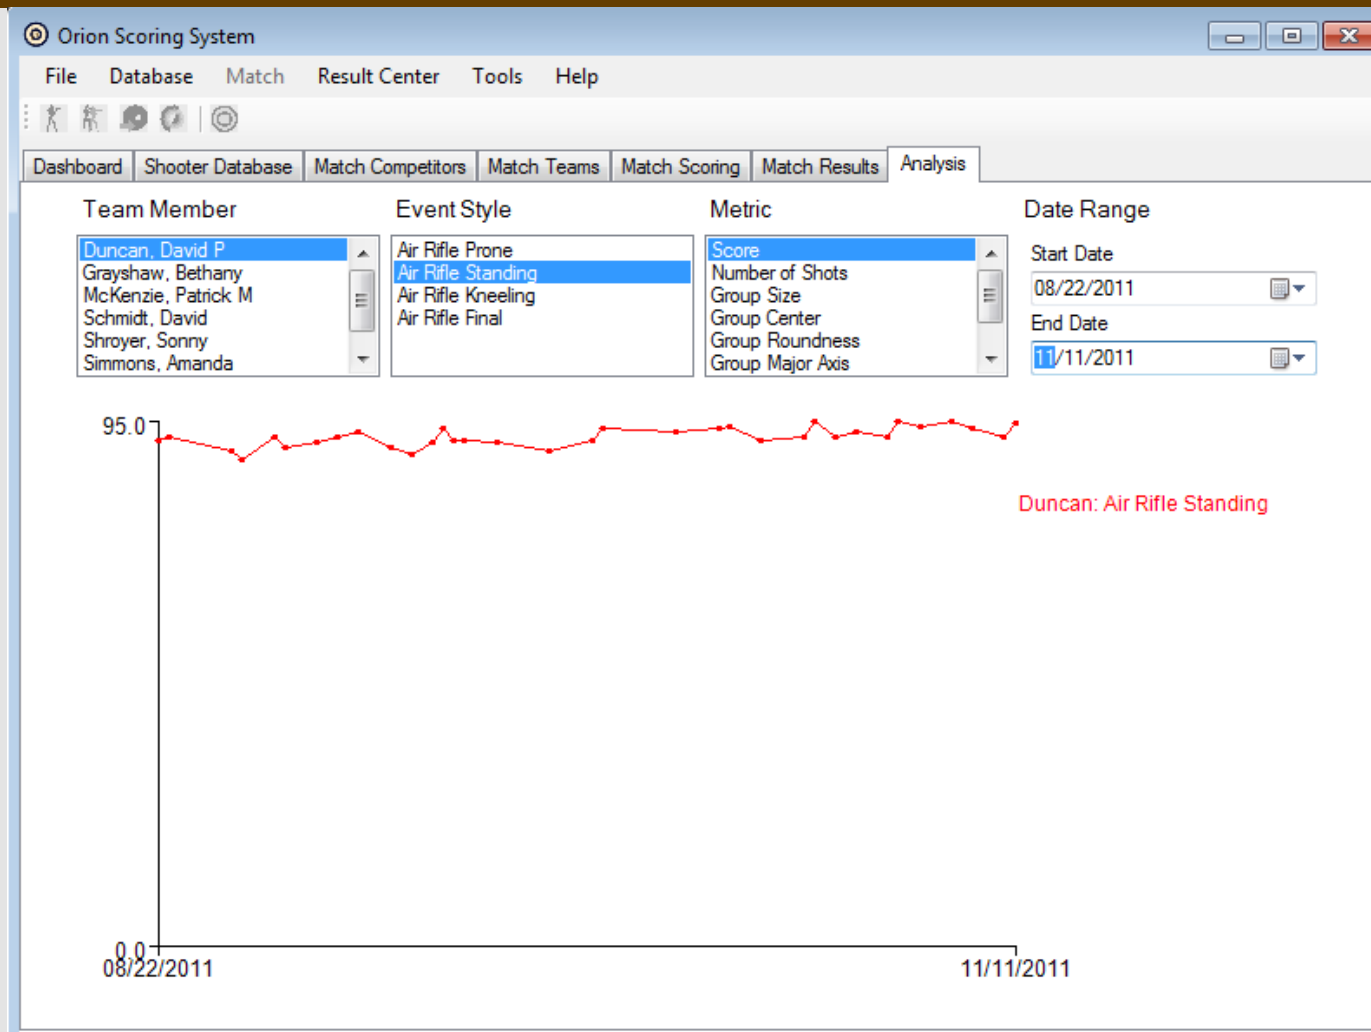 Orion Scoring System
File Database Match Result Center Tools Help
Dashboard Shooter Database Match Competitors Match Teams Match Scoring Match Results Analysis
Team Member
Duncan, David P
Grayshaw, Bethany
McKenzie, Patrick M
Schmidt, David
Shroyer, Sonny
Simmons, Amanda
Event Style
Air Rifle Prone
Air Rifle Standing
Air Rifle Kneeling
Air Rifle Final
Metric
Score
Number of Shots
Group Size
Group Center
Group Roundness
Group Major Axis
Date Range
Start Date
08/22/2011
End Date
11/11/2011
95.0
Duncan: Air Rifle Standing
0.0
08/22/2011 11/11/2011